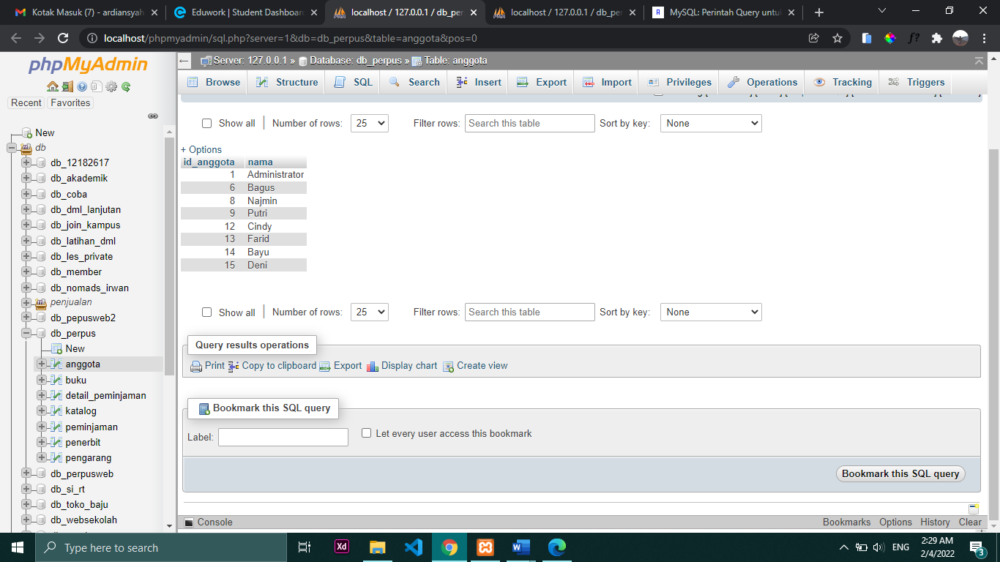 Kotak Masuk (7) - ardiansyah
Eduwork | Student Dashboard
localhost / 127.0.0.1 / db_per
localhost / 127.0.0.1 / db_per
MySQL: Perintah Query untu
localhost/phpmyadmin/sql.php?server=1&db=db_perpus&table=anggota&pos=0
phpMyAdmin
Recent Favorites
New
db
db_12182617
db_akademik
db_coba
db_dml_lanjutan
db_join_kampus
db_latihan_dml
db_les_private
db_member
db_nomads_irwan
penjualan
db_pepusweb2
db_perpus
New
anggota
buku
detail_peminjaman
katalog
peminjaman
penerbit
pengarang
db_perpusweb
db_si_rt
db_toko_baju
db_websekolah
Server: 127.0.0.1 » Database: db_perpus » Table: anggota
Browse Structure SQL Search Insert Export Import Privileges Operations Tracking Triggers
Show all Number of rows: 25 Filter rows: Search this table Sort by key: None
+ Options
id_anggota nama
1 Administrator
6 Bagus
8 Najmin
9 Putri
12 Cindy
13 Farid
14 Bayu
15 Deni
Show all Number of rows: 25 Filter rows: Search this table Sort by key: None
Query results operations
Print Copy to clipboard Export Display chart Create view
Bookmark this SQL query
Label: Let every user access this bookmark
Bookmark this SQL query
Console Bookmarks Options History Clear
Type here to search
ENG
2:29 AM
2/4/2022
3